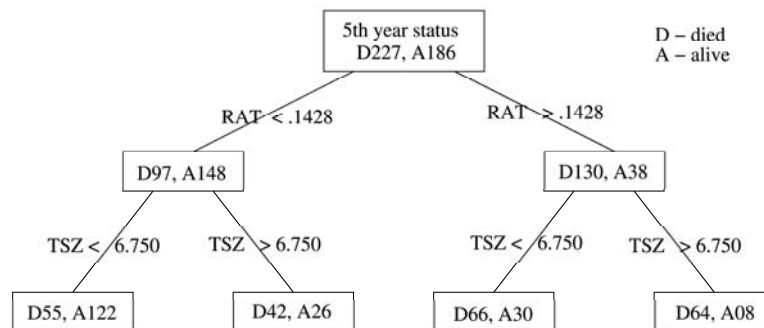 5th year status
D227, A186
D – died
A – alive
RAT < .1428
RAT > .1428
D97, A148
D130, A38
TSZ < 6.750
TSZ > 6.750
TSZ < 6.750
TSZ > 6.750
D55, A122
D42, A26
D66, A30
D64, A08